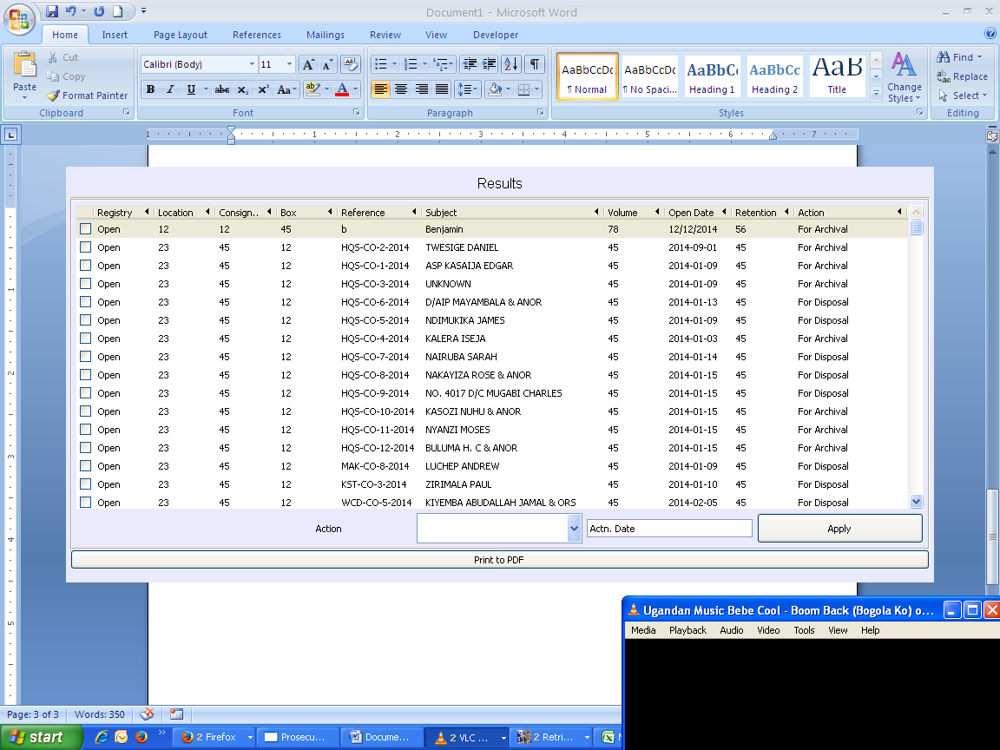 Document1 - Microsoft Word
Home Insert Page Layout References Mailings Review View Developer
Paste
Cut
Copy
Format Painter
Clipboard
Calibri (Body) 11
B I U abc x₂ x² Aa
Font
Paragraph
AaBbCcDc AaBbCcDc AaBbCc AaBbCc AaB
¶ Normal ¶ No Spaci... Heading 1 Heading 2 Title
Change Styles
Styles
Find
Replace
Select
Editing
1 1 2 3 4 5 6 7
Results
Registry Location Consign.. Box Reference Subject Volume Open Date Retention Action
Open 12 12 45 b Benjamin 78 12/12/2014 56 For Archival
Open 23 45 12 HQS-CO-2-2014 TWESIGE DANIEL 45 2014-09-01 45 For Archival
Open 23 45 12 HQS-CO-1-2014 ASP KASAIJA EDGAR 45 2014-01-09 45 For Archival
Open 23 45 12 HQS-CO-3-2014 UNKNOWN 45 2014-01-09 45 For Archival
Open 23 45 12 HQS-CO-6-2014 D/AIP MAYAMBALA & ANOR 45 2014-01-13 45 For Disposal
Open 23 45 12 HQS-CO-5-2014 NDIMUKIKA JAMES 45 2014-01-09 45 For Disposal
Open 23 45 12 HQS-CO-4-2014 KALERA ISEJA 45 2014-01-03 45 For Archival
Open 23 45 12 HQS-CO-7-2014 NAIRUBA SARAH 45 2014-01-14 45 For Disposal
Open 23 45 12 HQS-CO-8-2014 NAKAYIZA ROSE & ANOR 45 2014-01-15 45 For Disposal
Open 23 45 12 HQS-CO-9-2014 NO. 4017 D/C MUGABI CHARLES 45 2014-01-15 45 For Disposal
Open 23 45 12 HQS-CO-10-2014 KASOZI NUHU & ANOR 45 2014-01-15 45 For Archival
Open 23 45 12 HQS-CO-11-2014 NYANZI MOSES 45 2014-01-15 45 For Archival
Open 23 45 12 HQS-CO-12-2014 BULUMA H. C & ANOR 45 2014-01-15 45 For Archival
Open 23 45 12 MAK-CO-8-2014 LUCHEP ANDREW 45 2014-01-09 45 For Disposal
Open 23 45 12 KST-CO-3-2014 ZIRIMALA PAUL 45 2014-01-10 45 For Disposal
Open 23 45 12 WCD-CO-5-2014 KIYEMBA ABUDALLAH JAMAL & ORS 45 2014-02-05 45 For Disposal
Action Actn. Date Apply
Print to PDF
Ugandan Music Bebe Cool - Boom Back (Bogola Ko) o...
Media Playback Audio Video Tools View Help
Page: 3 of 3 Words: 350
start 2 Firefox Prosecu... Docume... 2 VLC ... 2 Retri...